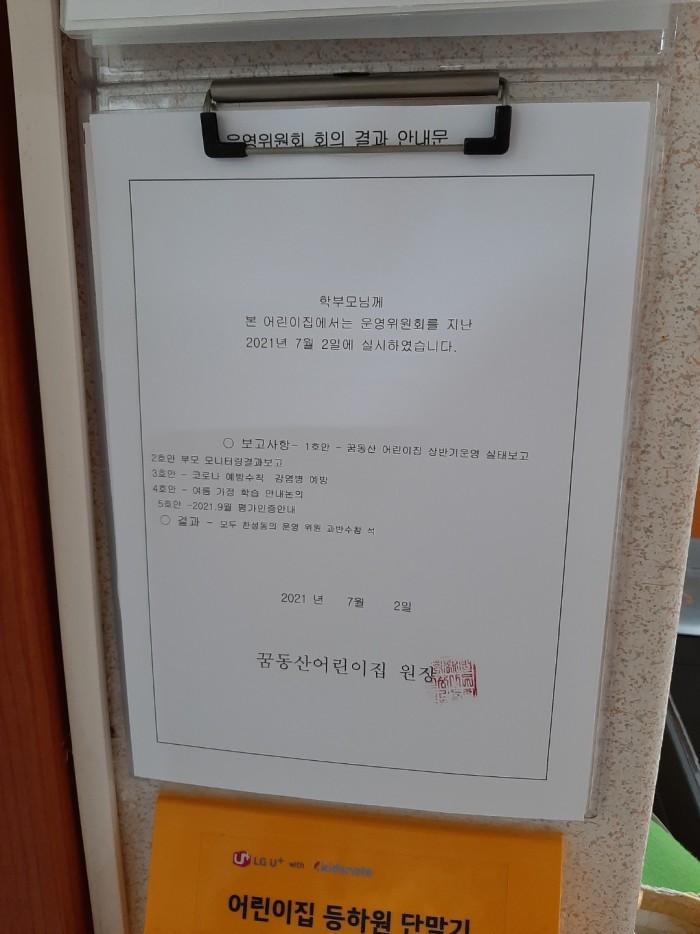 운영위원회 회의 결과 안내문
학부모님께
본 어린이집에서는 운영위원회를 지난
2021년 7월 2일에 실시하였습니다.
○ 보고사항- 1호안 - 꿈동산 어린이집 상반기운영 실태보고
2호안 부모 모니터링결과보고
3호안 - 코로나 예방수칙 감염병 예방
4호안 - 여름 가정 학습 안내논의
5호안 -2021.9월 평가인증안내
○ 결과 - 모두 찬성동의 운영 위원 과반수참 석
2021 년 7월 2일
꿈동산어린이집 원장
LG U+ with kidsnote
어린이집 등하원 단말기